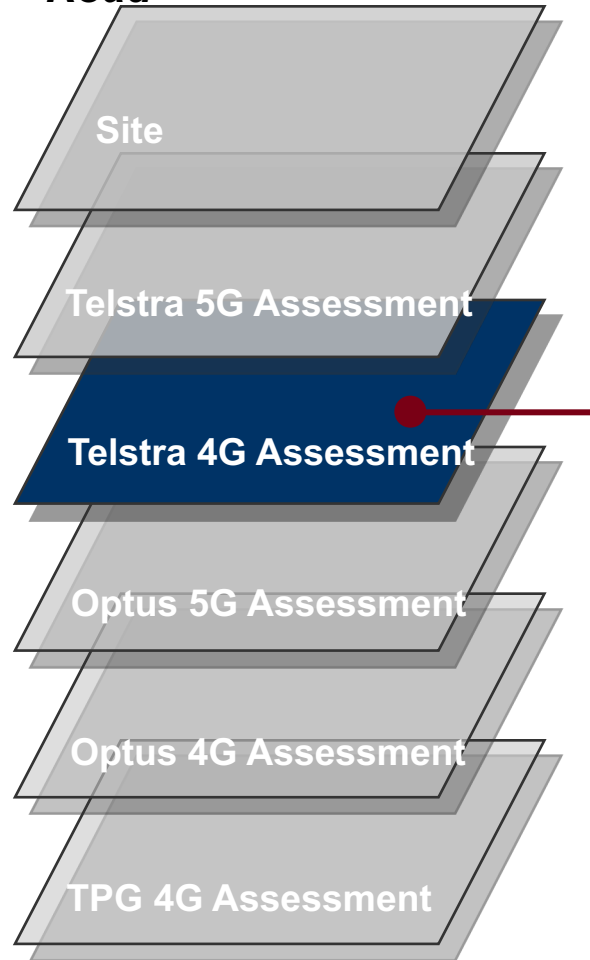 Site
Telstra 5G Assessment
Telstra 4G Assessment
Optus 5G Assessment
Optus 4G Assessment
TPG 4G Assessment